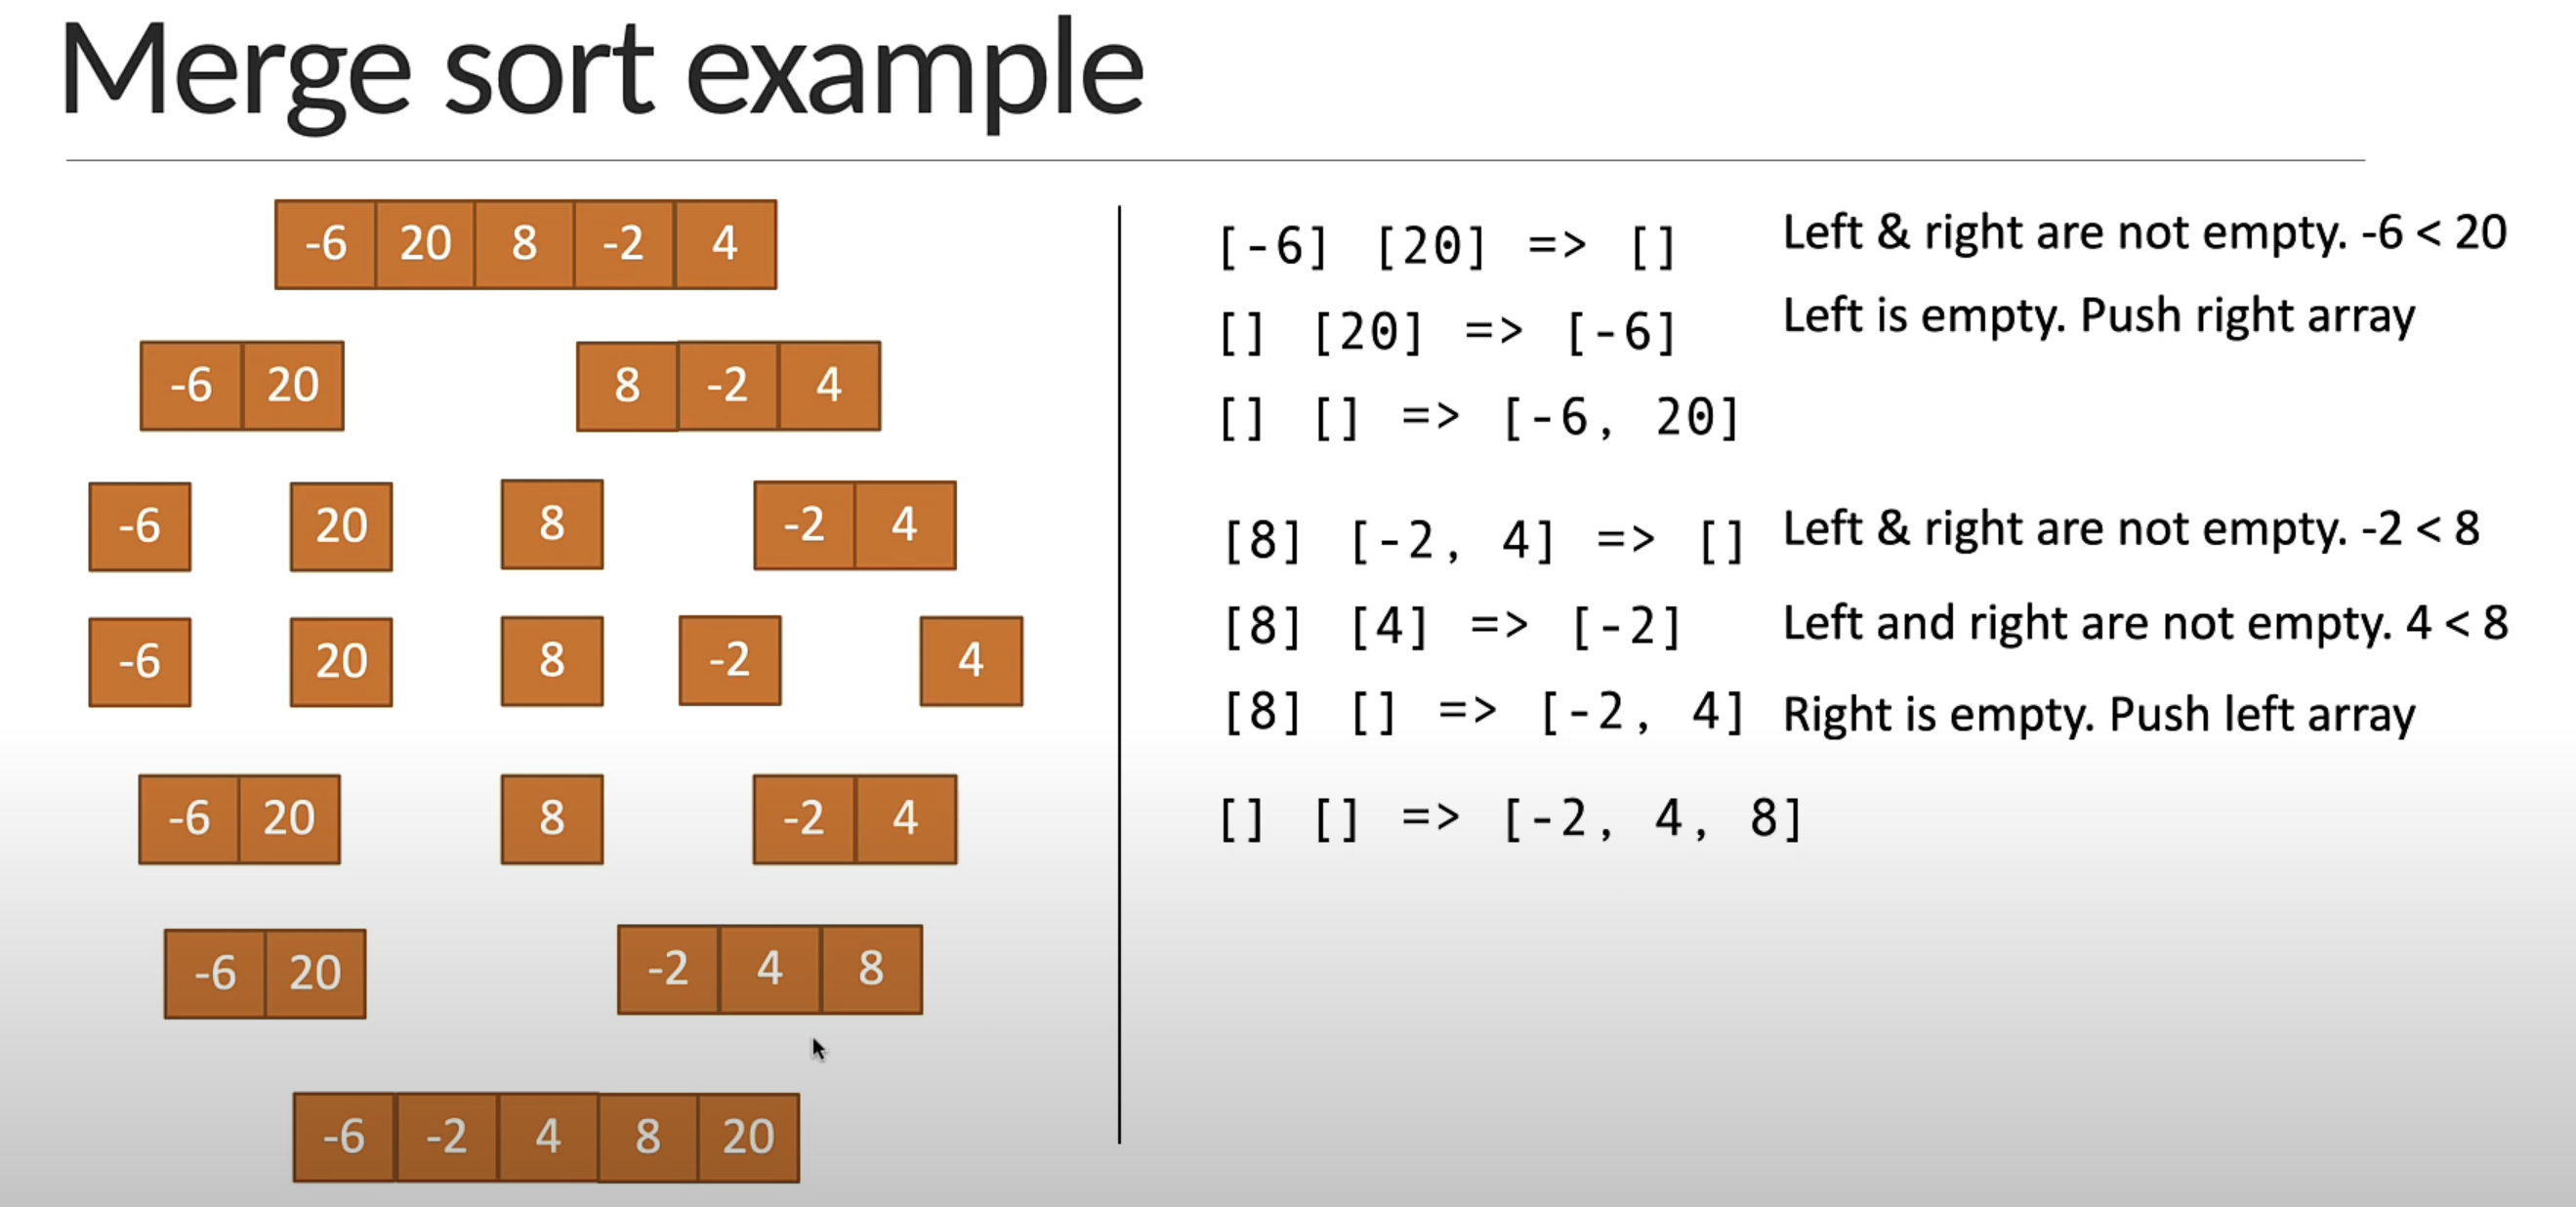 Merge sort example
-6 20 8 -2 4
-6 20 8 -2 4
-6 20 8 -2 4
-6 20 8 -2 4
-6 20 8 -2 4
-6 20 -2 4 8
-6 -2 4 8 20
[-6] [20] => [] Left & right are not empty. -6 < 20
[] [20] => [-6] Left is empty. Push right array
[] [] => [-6, 20]
[8] [-2, 4] => [] Left & right are not empty. -2 < 8
[8] [4] => [-2] Left and right are not empty. 4 < 8
[8] [] => [-2, 4] Right is empty. Push left array
[] [] => [-2, 4, 8]